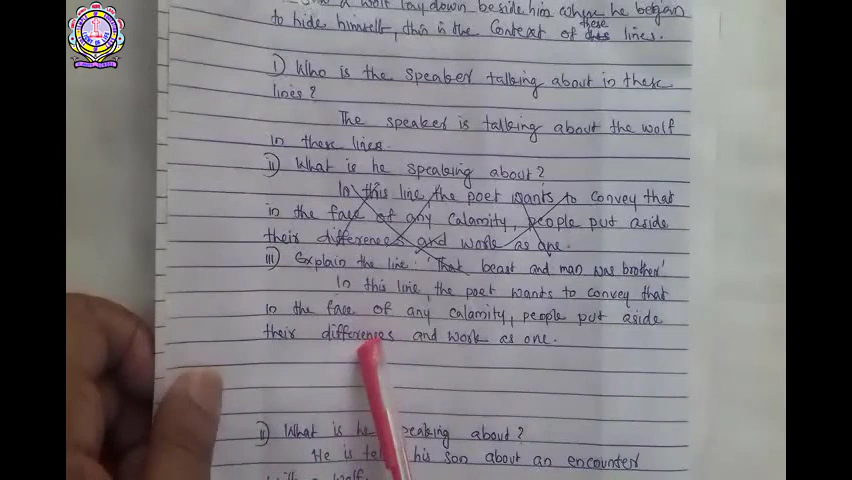 a wolf lay down beside him where he began
to hide himself, this is the Context of these lines.
i) Who is the speaker talking about in these
lines?
The speaker is talking about the wolf
in these lines.
ii) What is he speaking about?
In this line, the poet wants to convey that
in the face of any calamity, people put aside
their differences and work as one.
iii) Explain the line 'That beast and man was brother'
In this line, the poet wants to convey that
in the face of any calamity, people put aside
their differences and work as one.
ii) What is he speaking about?
He is his son about an encounter
wolf.